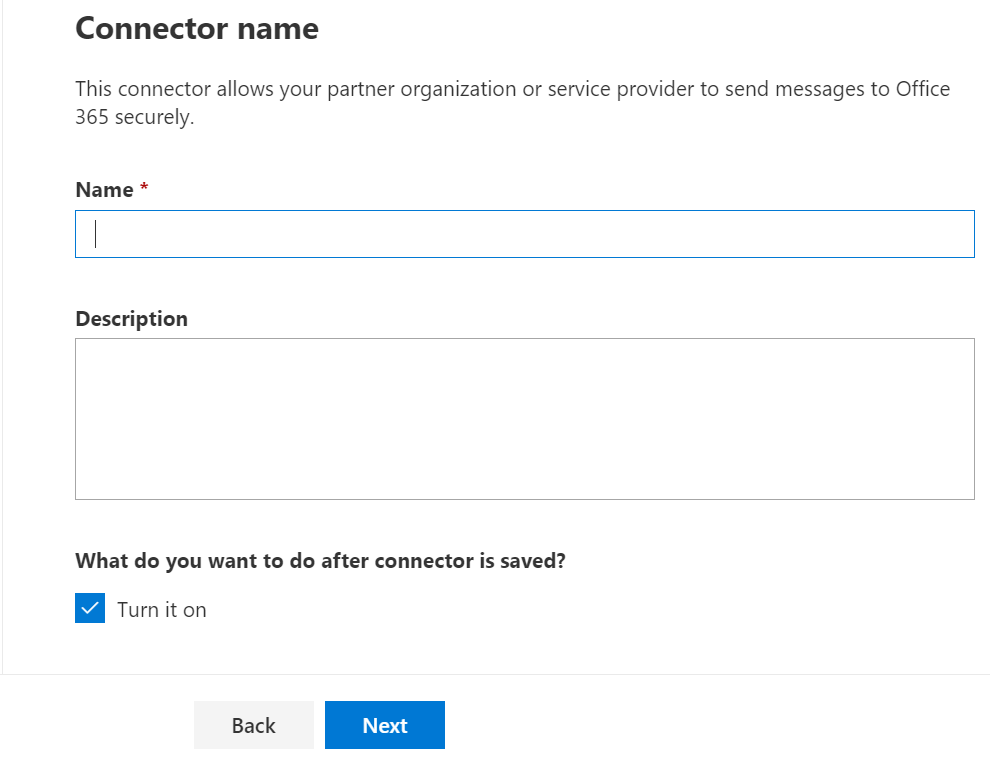 Connector name
This connector allows your partner organization or service provider to send messages to Office
365 securely.
Name *
Description
What do you want to do after connector is saved?
Turn it on
Back
Next